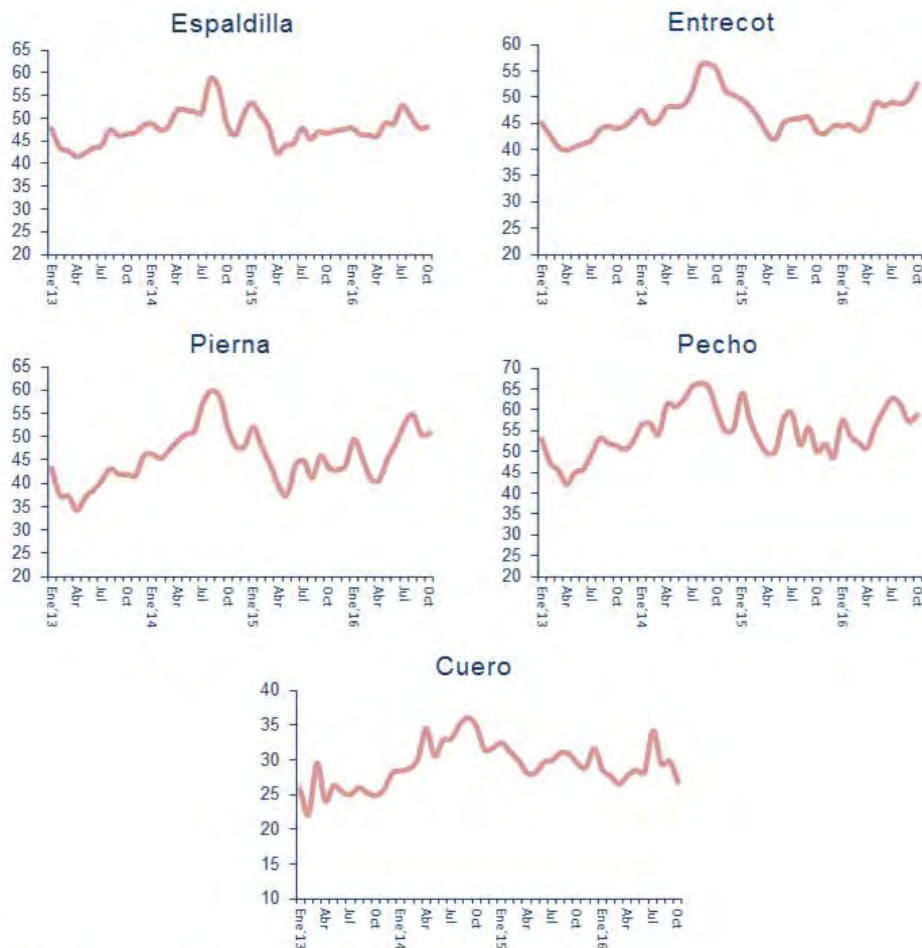 Espaldilla
65
60
55
50
45
40
35
30
25
20
Ene'13
Abr
Jul
Oct
Ene'14
Abr
Jul
Oct
Ene'15
Abr
Jul
Oct
Ene'16
Abr
Jul
Oct
Entrecot
60
55
50
45
40
35
30
25
20
Ene'13
Abr
Jul
Oct
Ene'14
Abr
Jul
Oct
Ene'15
Abr
Jul
Oct
Ene'16
Abr
Jul
Oct
Pierna
65
60
55
50
45
40
35
30
25
20
Ene'13
Abr
Jul
Oct
Ene'14
Abr
Jul
Oct
Ene'15
Abr
Jul
Oct
Ene'16
Abr
Jul
Oct
Pecho
70
65
60
55
50
45
40
35
30
25
20
Ene'13
Abr
Jul
Oct
Ene'14
Abr
Jul
Oct
Ene'15
Abr
Jul
Oct
Ene'16
Abr
Jul
Oct
Cuero
40
35
30
25
20
15
10
Ene'13
Abr
Jul
Oct
Ene'14
Abr
Jul
Oct
Ene'15
Abr
Jul
Oct
Ene'16
Abr
Jul
Oct